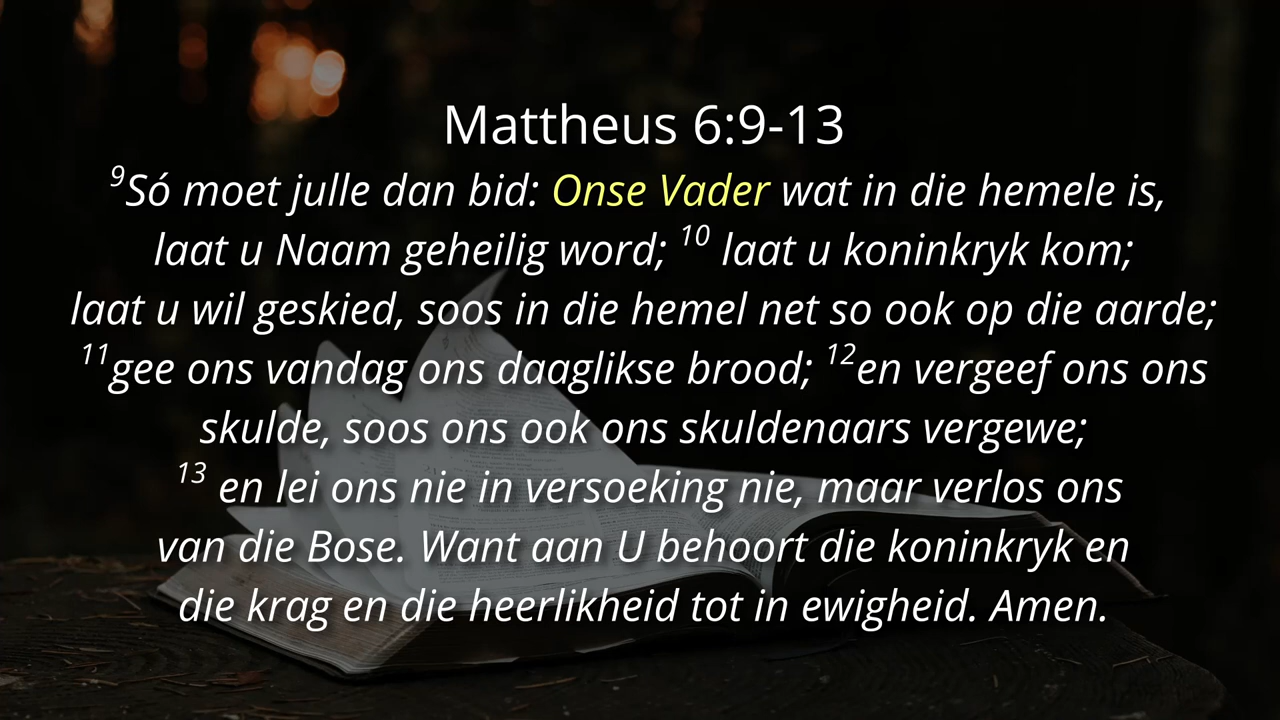 Mattheus 6:9-13
⁹Só moet julle dan bid: Onse Vader wat in die hemele is,
laat u Naam geheilig word; ¹⁰ laat u koninkryk kom;
laat u wil geskied, soos in die hemel net so ook op die aarde;
¹¹gee ons vandag ons daaglikse brood; ¹²en vergeef ons ons
skulde, soos ons ook ons skuldenaars vergewe;
¹³ en lei ons nie in versoeking nie, maar verlos ons
van die Bose. Want aan U behoort die koninkryk en
die krag en die heerlikheid tot in ewigheid. Amen.